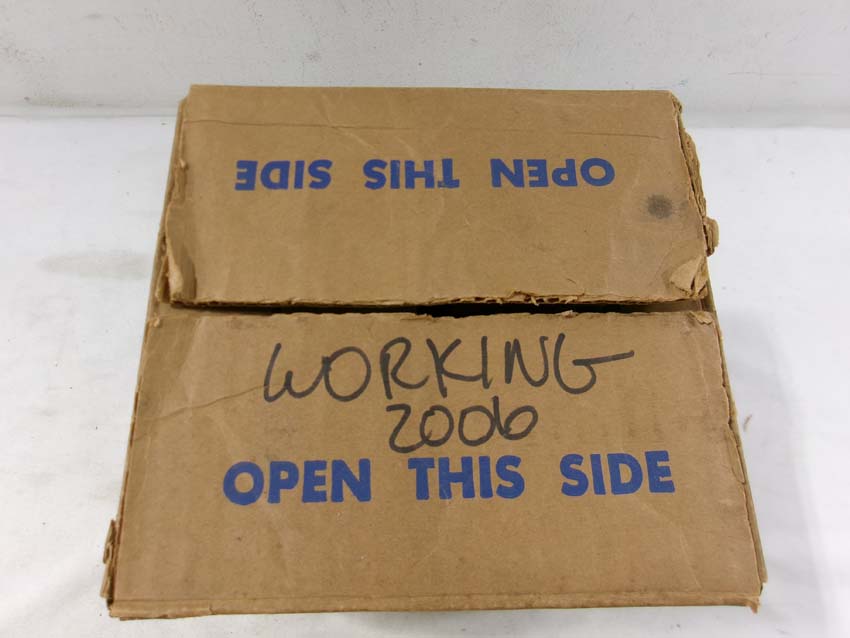 OPEN THIS SIDE
WORKING
2006
OPEN THIS SIDE